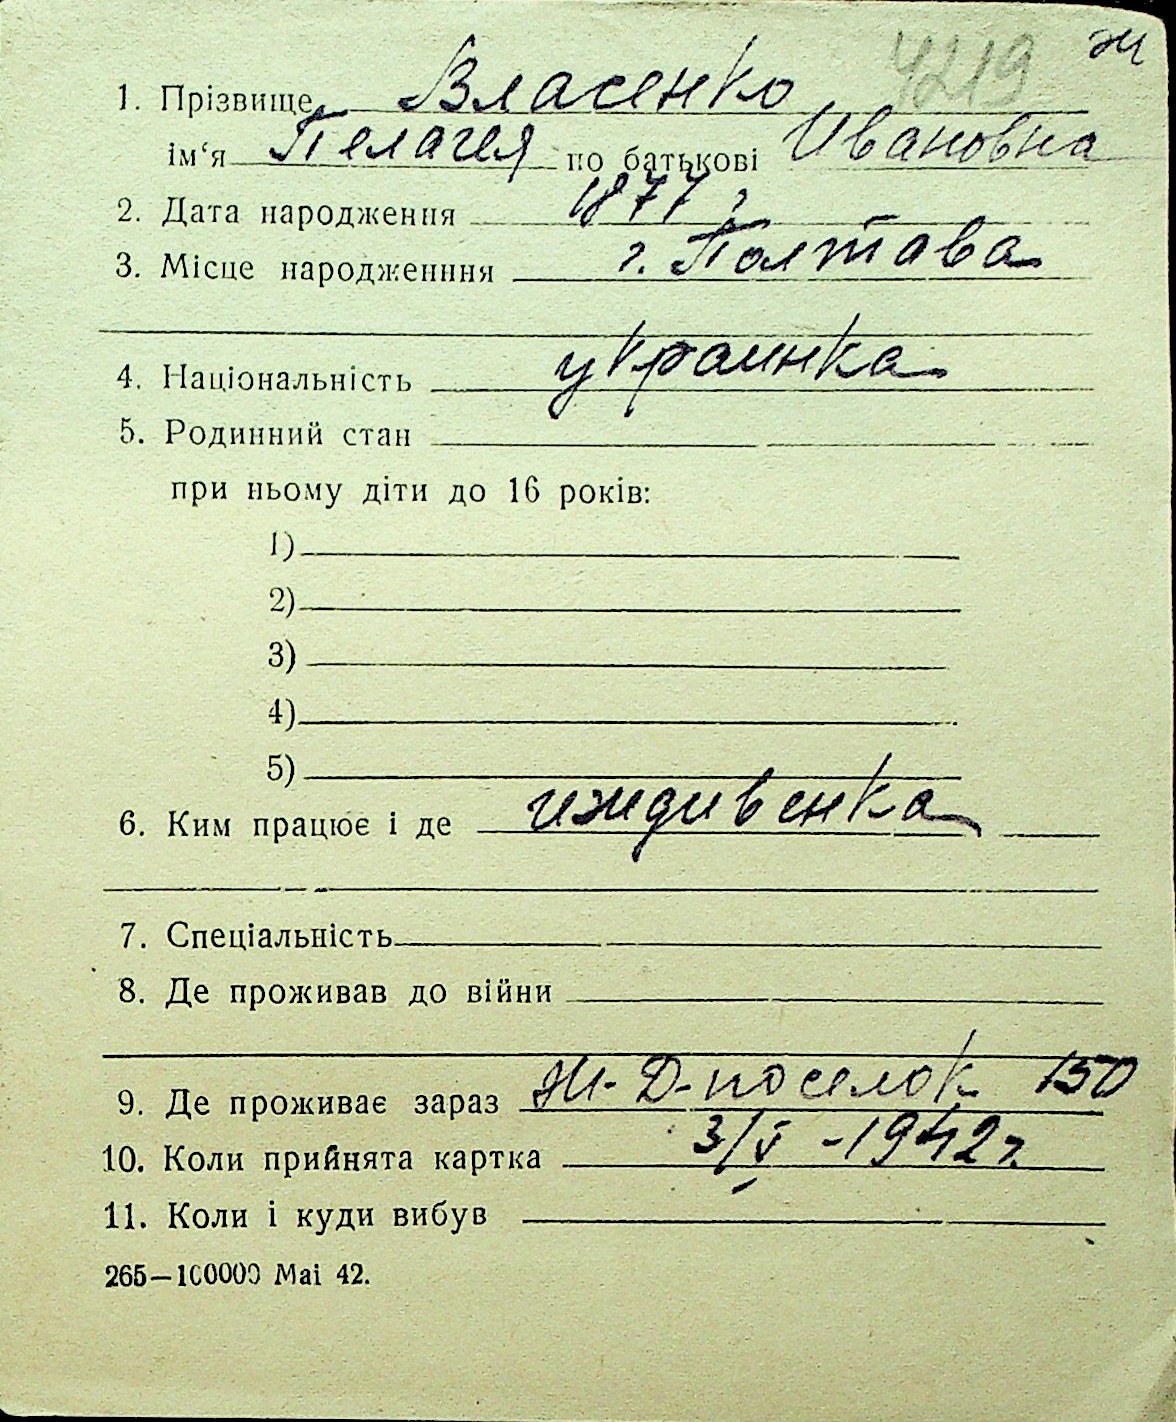 4219 Ж
1. Прізвище Власенко
ім‘я Пелагея по батькові Ивановна
2. Дата народження 1877 г.
3. Місце народженння г. Полтава
4. Національність украинка
5. Родинний стан
при ньому діти до 16 років:
1)
2)
3)
4)
5)
6. Ким працює і де иждивенка
7. Спеціальність
8. Де проживав до війни
9. Де проживає зараз Ж-Д-поселок 150
10. Коли прийнята картка 3/V -1942 г.
11. Коли і куди вибув
265—100000 Mai 42.